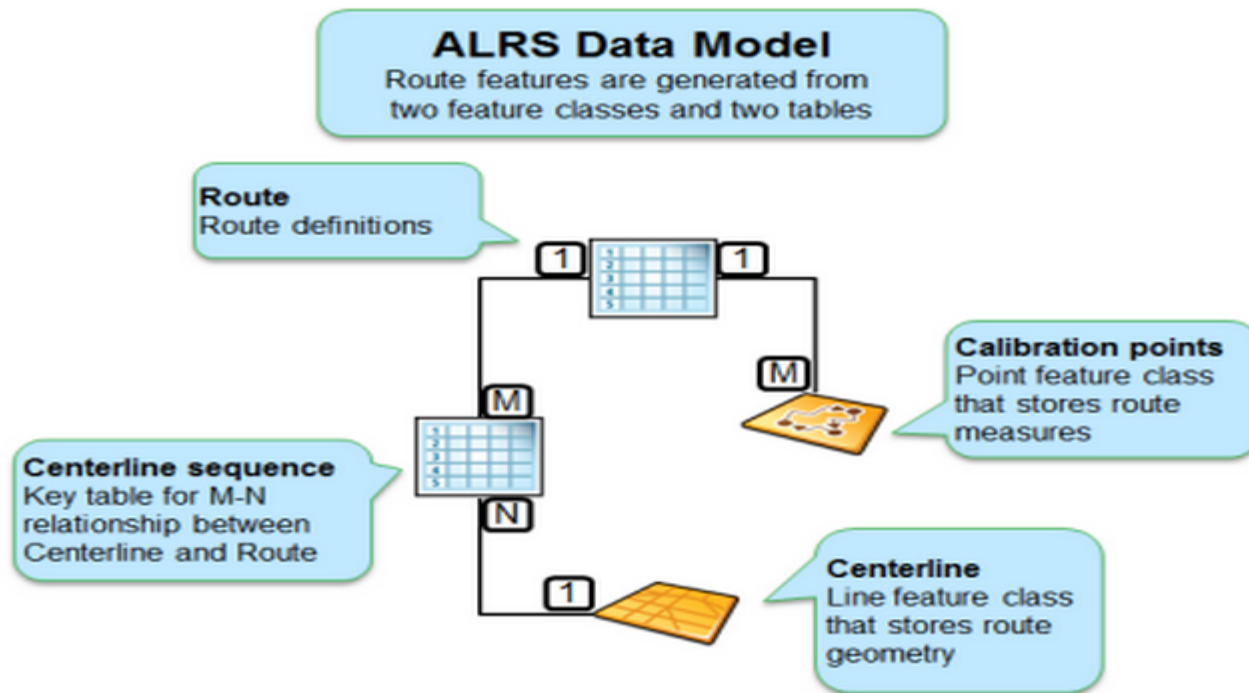 ALRS Data Model
Route features are generated from
two feature classes and two tables
Route
Route definitions
1
1
1
2
3
4
5
M
Calibration points
Point feature class
that stores route
measures
M
1
2
3
4
5
Centerline sequence
Key table for M-N
relationship between
Centerline and Route
N
1
Centerline
Line feature class
that stores route
geometry